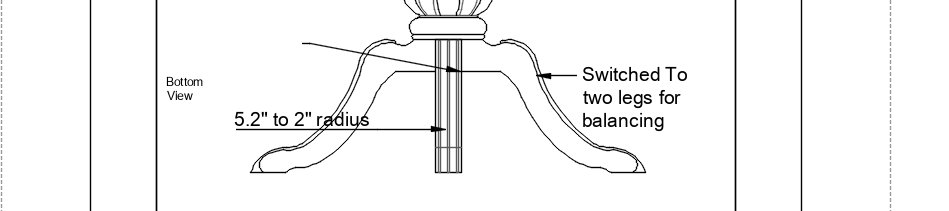 Bottom
View
5.2" to 2" radius
Switched To
two legs for
balancing